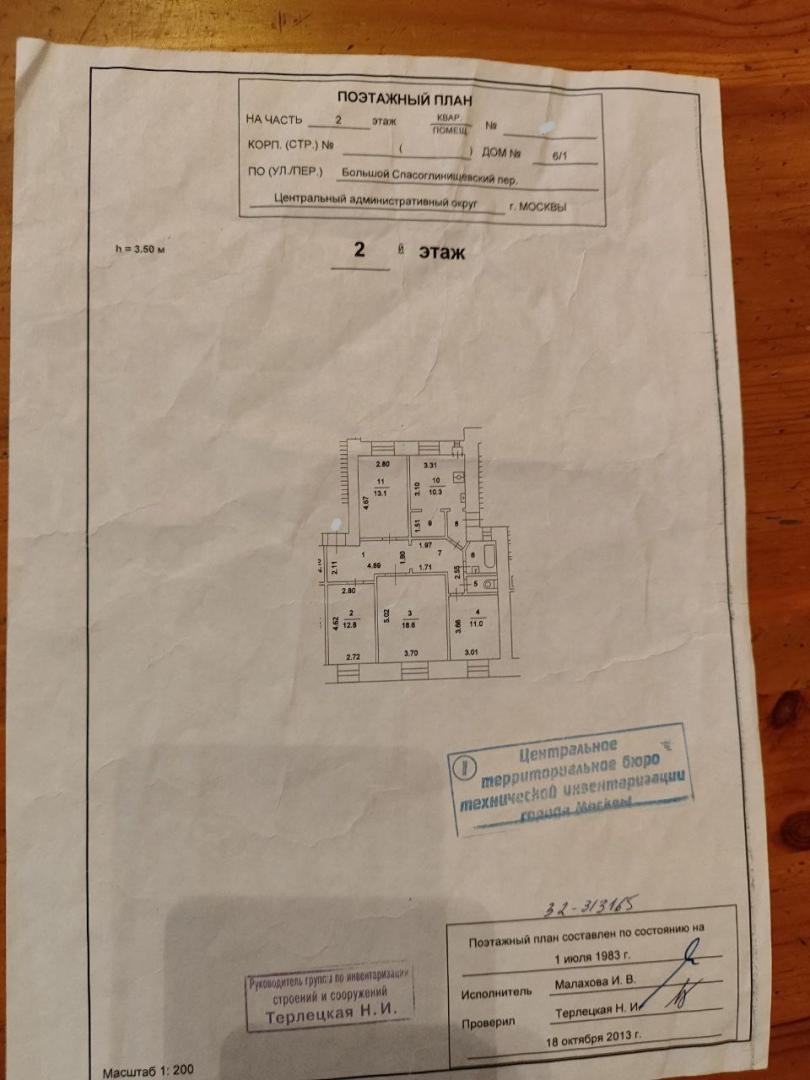 ПОЭТАЖНЫЙ ПЛАН
НА ЧАСТЬ 2 этаж КВАР. ПОМЕЩ. №
КОРП. (СТР.) № ( ) ДОМ № 6/1
ПО (УЛ./ПЕР.) Большой Спасоглинищевский пер.
Центральный административный округ г. МОСКВЫ
h = 3.50 м
2 й этаж
2.80 3.31
11 10
13.1 3.10 10.3
4.67
1.51 9 8
1.97
2.11 1 1.80 7 6
4.69 1.71 2.55
5
2.80
4.62 2 5.02 3 3.66 4
12.8 18.6 11.0
2.72 3.70 3.01
1 Центральное
территориальное бюро
технической инвентаризации
города Москвы
32-313165
Поэтажный план составлен по состоянию на
1 июля 1983 г.
Исполнитель Малахова И. В.
Проверил Терлецкая Н. И.
18 октября 2013 г.
Руководитель группы по инвентаризации
строений и сооружений
Терлецкая Н.И.
Масштаб 1: 200